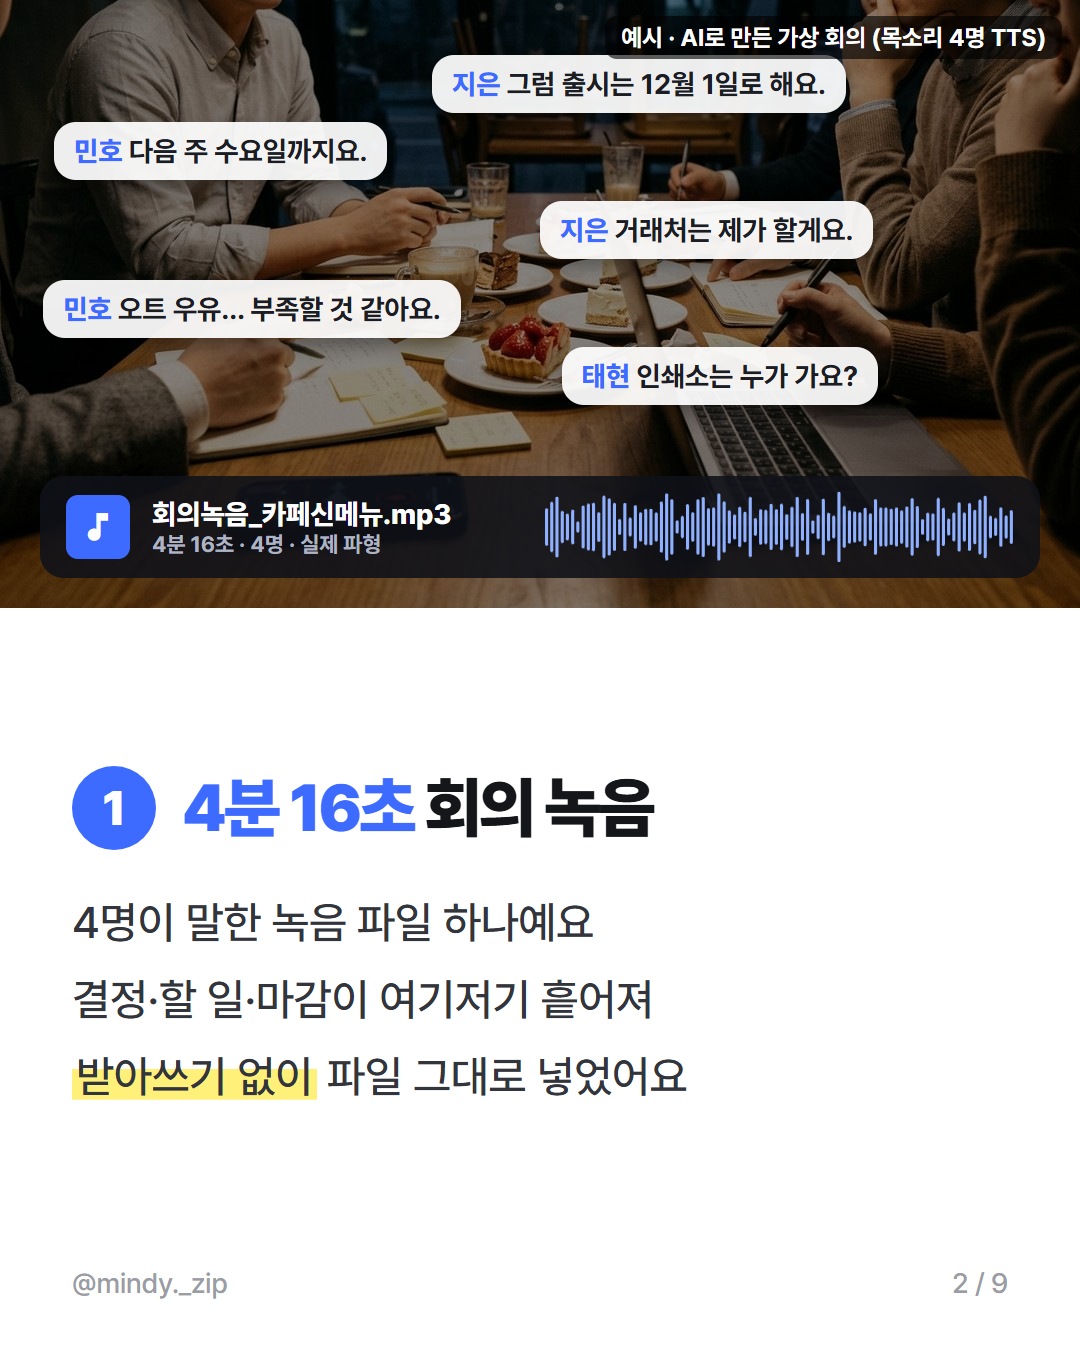 예시 · AI로 만든 가상 회의 (목소리 4명 TTS)
지은 그럼 출시는 12월 1일로 해요.
민호 다음 주 수요일까지요.
지은 거래처는 제가 할게요.
민호 오트 우유... 부족할 것 같아요.
태현 인쇄소는 누가 가요?
회의녹음_카페신메뉴.mp3
4분 16초 · 4명 · 실제 파형
1 4분 16초 회의 녹음
4명이 말한 녹음 파일 하나예요
결정·할 일·마감이 여기저기 흩어져
받아쓰기 없이 파일 그대로 넣었어요
@mindy._zip
2 / 9